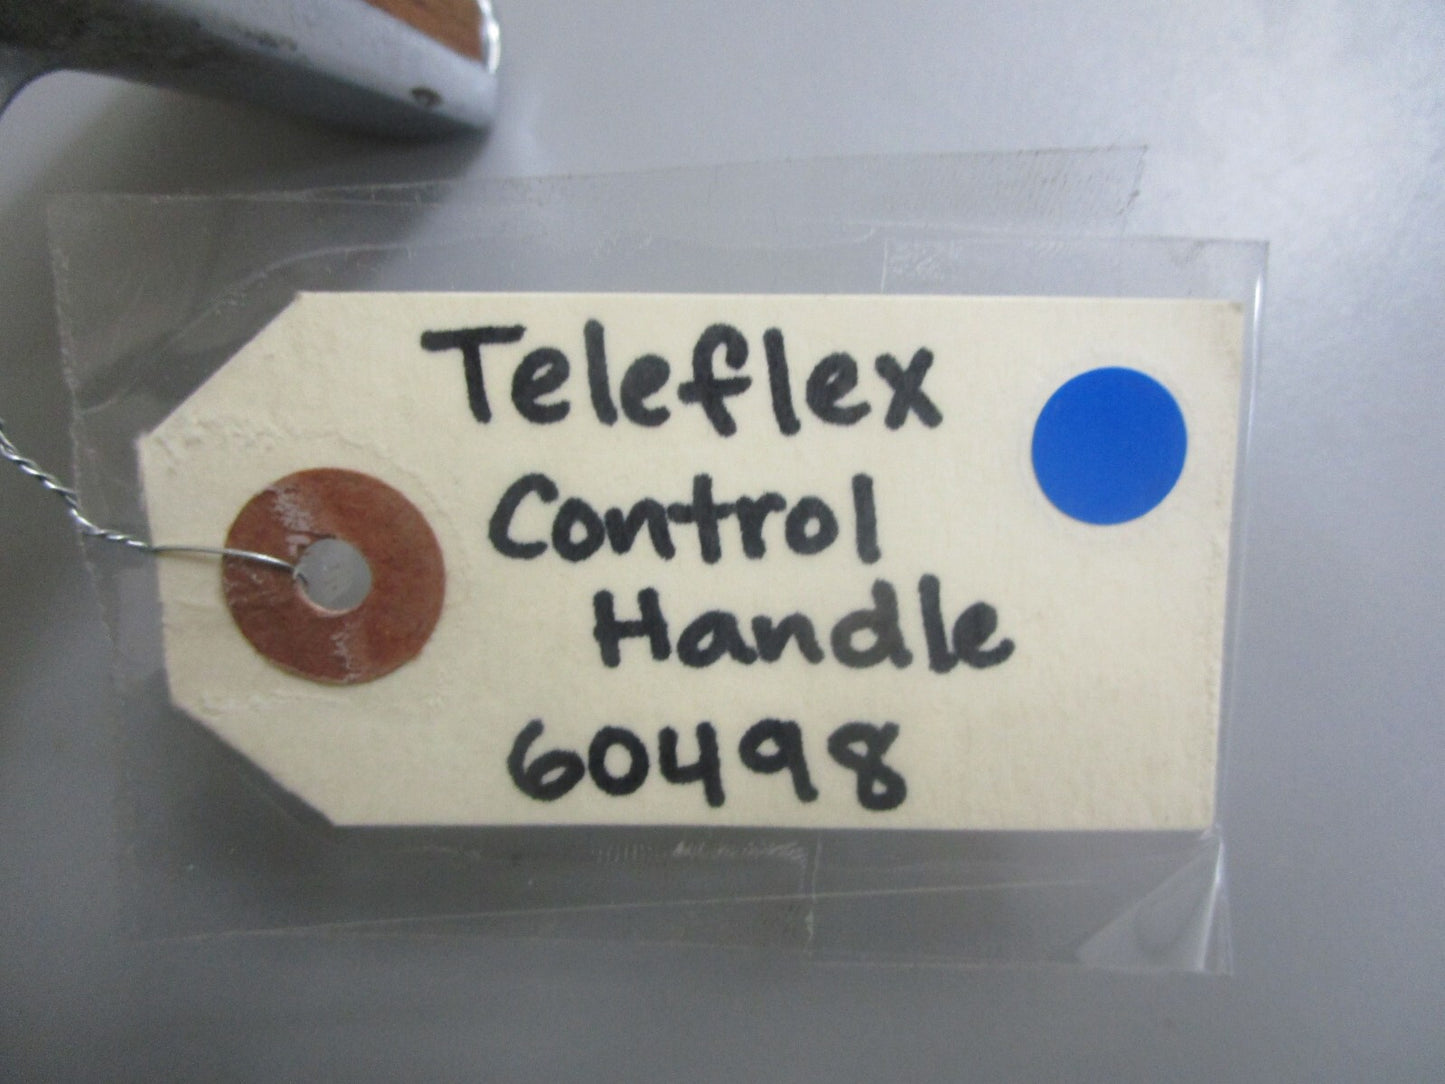 Teleflex
Control
Handle
60498